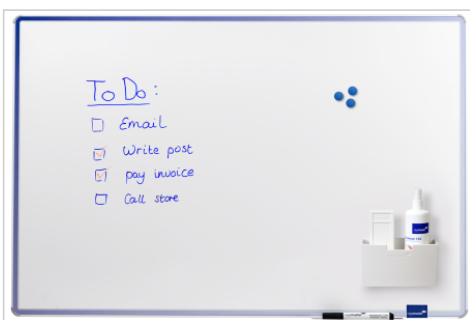 To Do:
☐ Email
☑ Write post
☑ pay invoice
☐ Call store